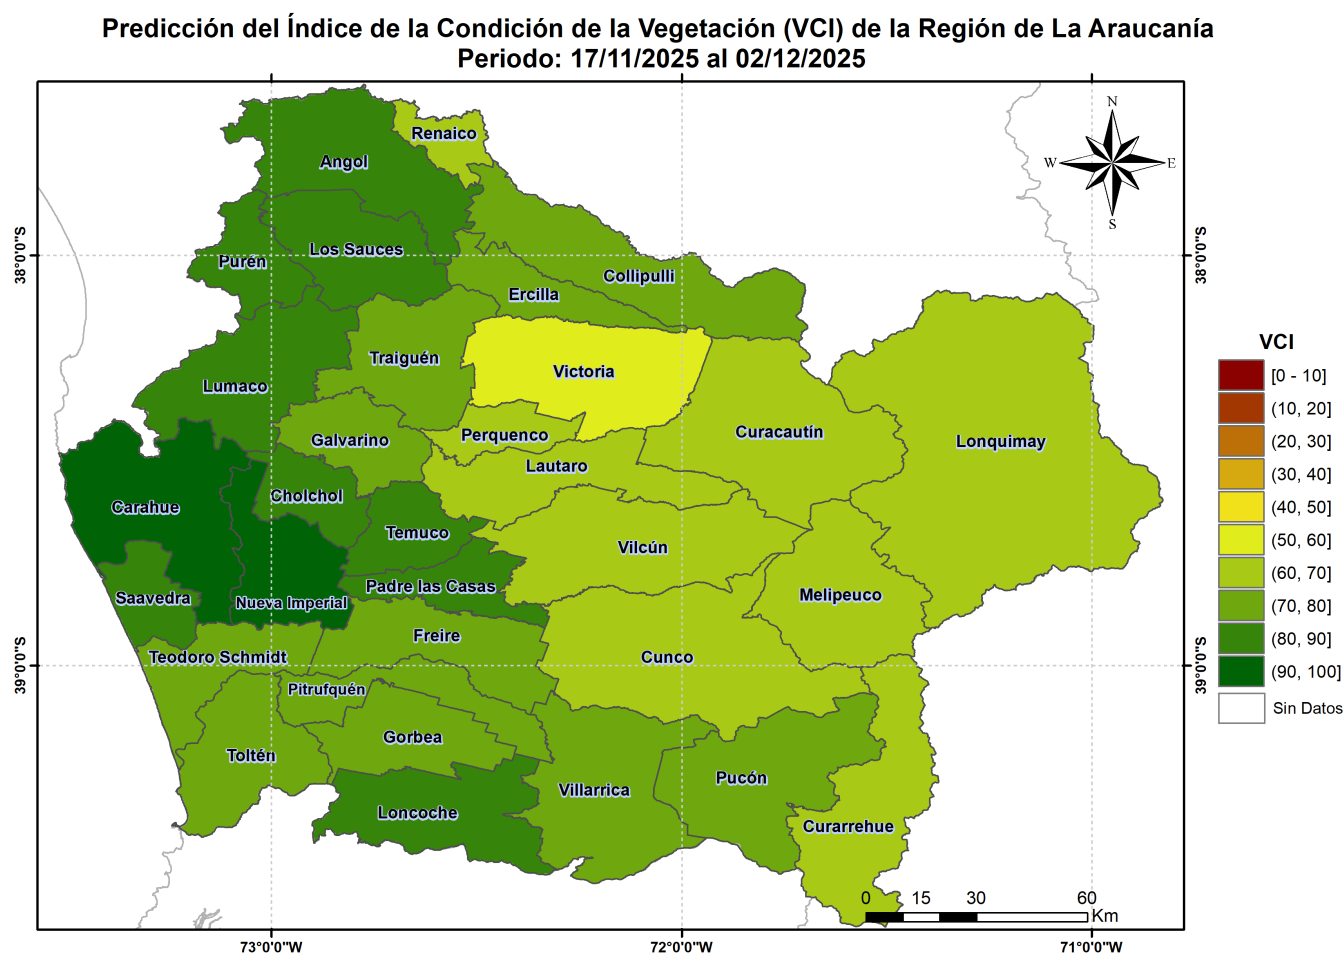 Predicción del Índice de la Condición de la Vegetación (VCI) de la Región de La Araucanía
Periodo: 17/11/2025 al 02/12/2025
N
W
E
S
Renaico
Angol
Los Sauces
Purén
Collipulli
Ercilla
Traiguén
Victoria
Lumaco
Curacautín
Perquenco
Galvarino
Lonquimay
Lautaro
Cholchol
Carahue
Temuco
Vilcún
Padre las Casas
Melipeuco
Saavedra
Nueva Imperial
Freire
Teodoro Schmidt
Cunco
Pitrufquén
Gorbea
Toltén
Pucón
Villarrica
Loncoche
Curarrehue
38°0'0"S
39°0'0"S
38°0'0"S
39°0'0"S
73°0'0"W
72°0'0"W
71°0'0"W
0 15 30 60
Km
VCI
[0 - 10]
(10, 20]
(20, 30]
(30, 40]
(40, 50]
(50, 60]
(60, 70]
(70, 80]
(80, 90]
(90, 100]
Sin Datos